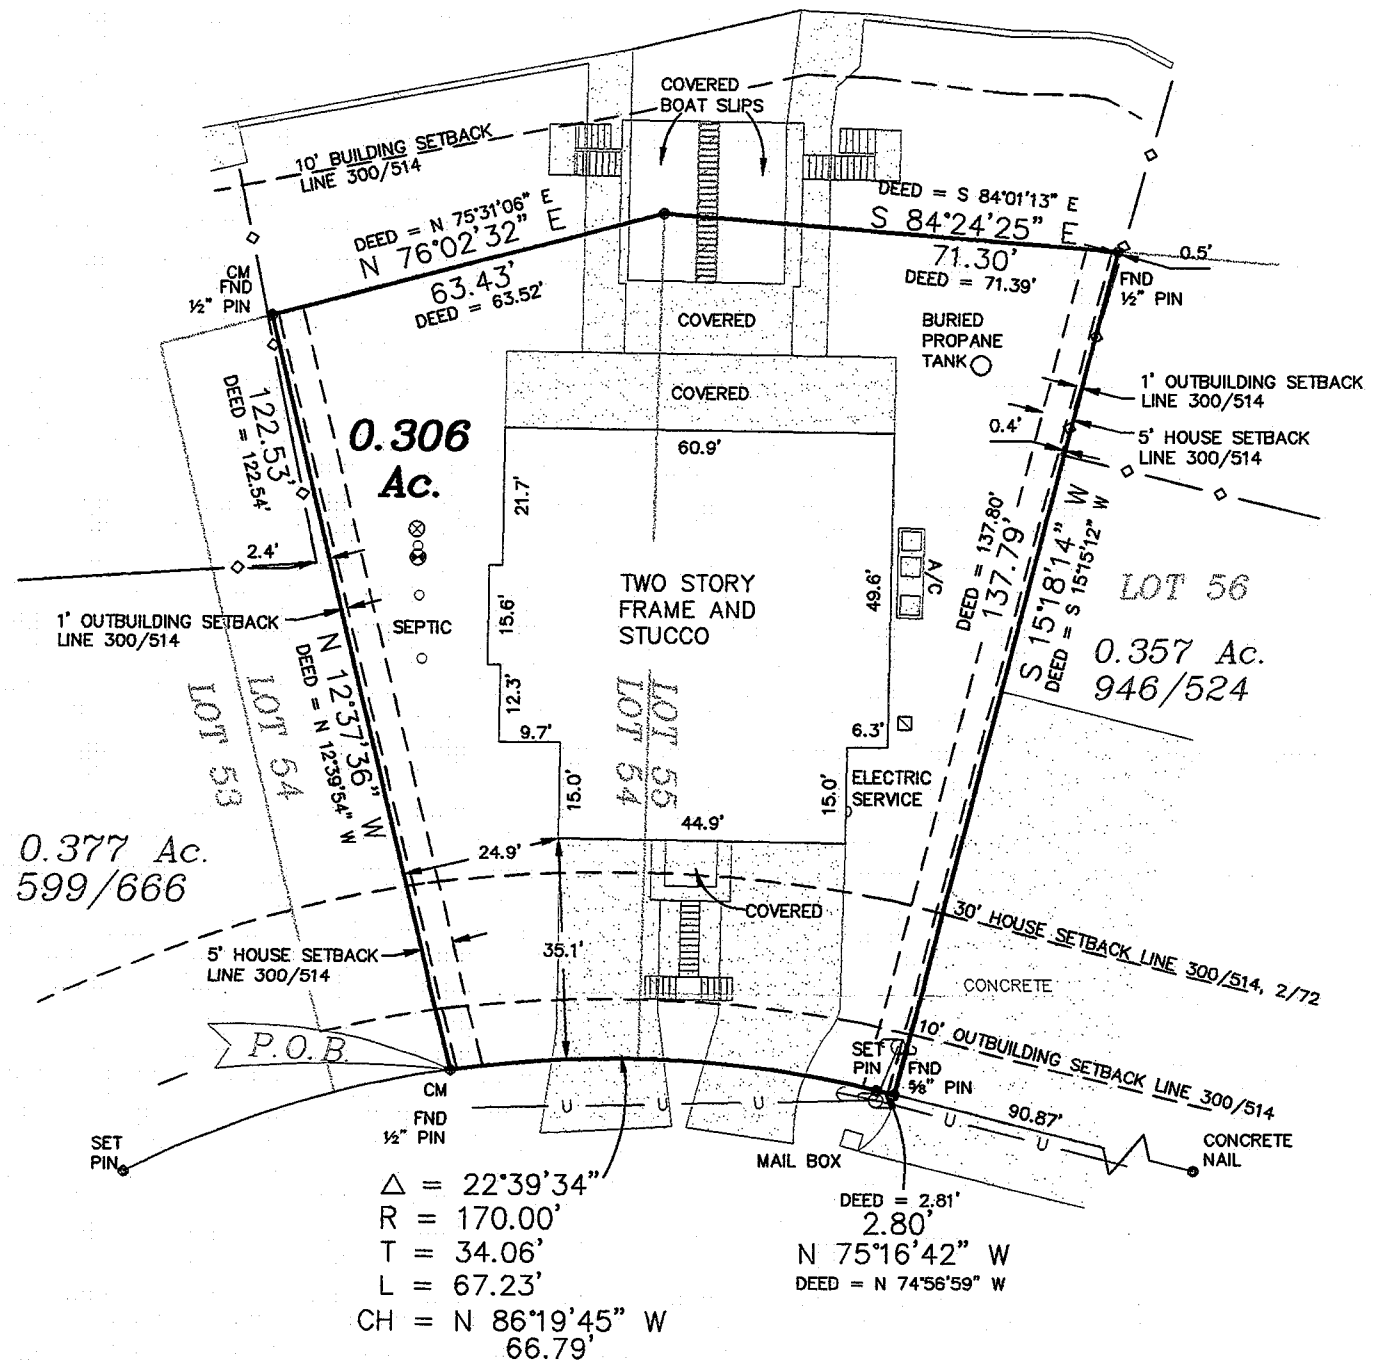 COVERED
BOAT SLIPS
10' BUILDING SETBACK
LINE 300/514
DEED = N 75°31'06" E
N 76°02'32" E
63.43'
DEED = 63.52'
DEED = S 84°01'13" E
S 84°24'25" E
71.30'
DEED = 71.39'
0.5'
CM
FND
½" PIN
FND
½" PIN
COVERED
BURIED
PROPANE
TANK
COVERED
1' OUTBUILDING SETBACK
LINE 300/514
0.4'
5' HOUSE SETBACK
LINE 300/514
122.53'
DEED = 122.54'
0.306
Ac.
60.9'
21.7'
2.4'
TWO STORY
FRAME AND
STUCCO
49.6'
A/C
DEED = 137.80'
137.79'
S 15°18'14" W
DEED = S 15°15'12" W
LOT 56
0.357 Ac.
946/524
1' OUTBUILDING SETBACK
LINE 300/514
SEPTIC
15.6'
N 12°37'36" W
DEED = N 12°39'54" W
LOT 54
LOT 53
12.3'
9.7'
LOT 55
LOT 54
6.3'
15.0'
15.0'
ELECTRIC
SERVICE
44.9'
0.377 Ac.
599/666
24.9'
COVERED
35.1'
5' HOUSE SETBACK
LINE 300/514
30' HOUSE SETBACK LINE 300/514, 2/72
CONCRETE
10' OUTBUILDING SETBACK LINE 300/514
P.O.B.
SET
PIN
FND
⅝" PIN
CM
FND
½" PIN
U
U
U
U
U
90.87'
SET
PIN
CONCRETE
NAIL
MAIL BOX
△ = 22°39'34"
R = 170.00'
T = 34.06'
L = 67.23'
CH = N 86°19'45" W
66.79'
DEED = 2.81'
2.80'
N 75°16'42" W
DEED = N 74°56'59" W